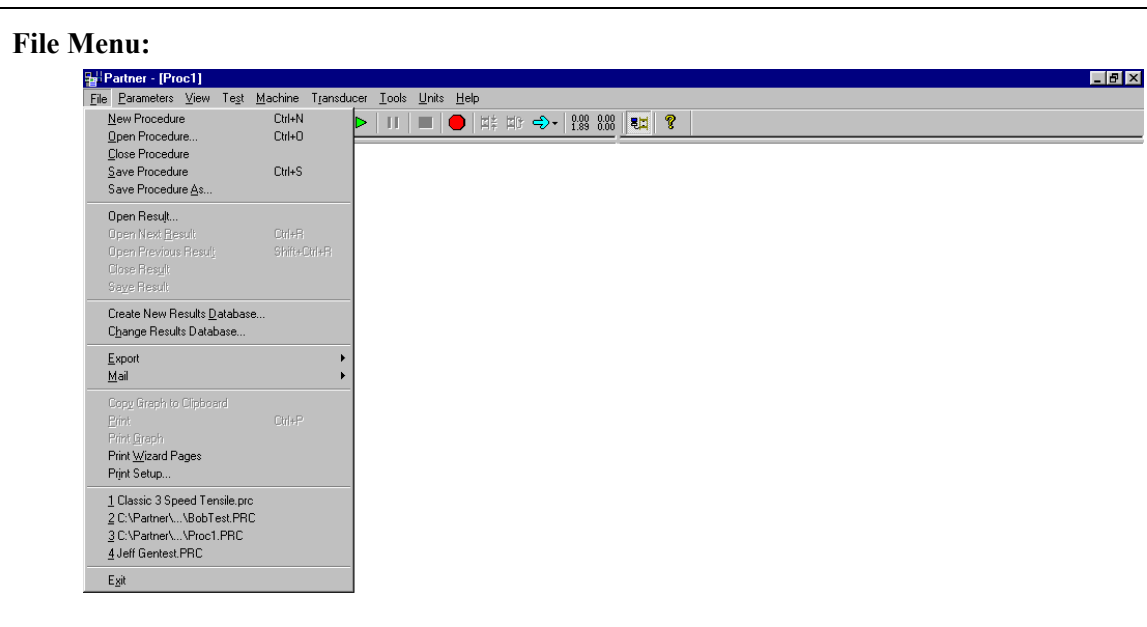 File Menu:
Partner - [Proc1]
File Parameters View Test Machine Transducer Tools Units Help
0.00 0.00
1.89 0.00
New Procedure Ctrl+N
Open Procedure... Ctrl+O
Close Procedure
Save Procedure Ctrl+S
Save Procedure As...
Open Result...
Open Next Result Ctrl+R
Open Previous Result Shift+Ctrl+R
Close Result
Save Result
Create New Results Database...
Change Results Database...
Export
Mail
Copy Graph to Clipboard
Print Ctrl+P
Print Graph
Print Wizard Pages
Print Setup...
1 Classic 3 Speed Tensile.prc
2 C:\Partner\...\BobTest.PRC
3 C:\Partner\...\Proc1.PRC
4 Jeff Gentest.PRC
Exit